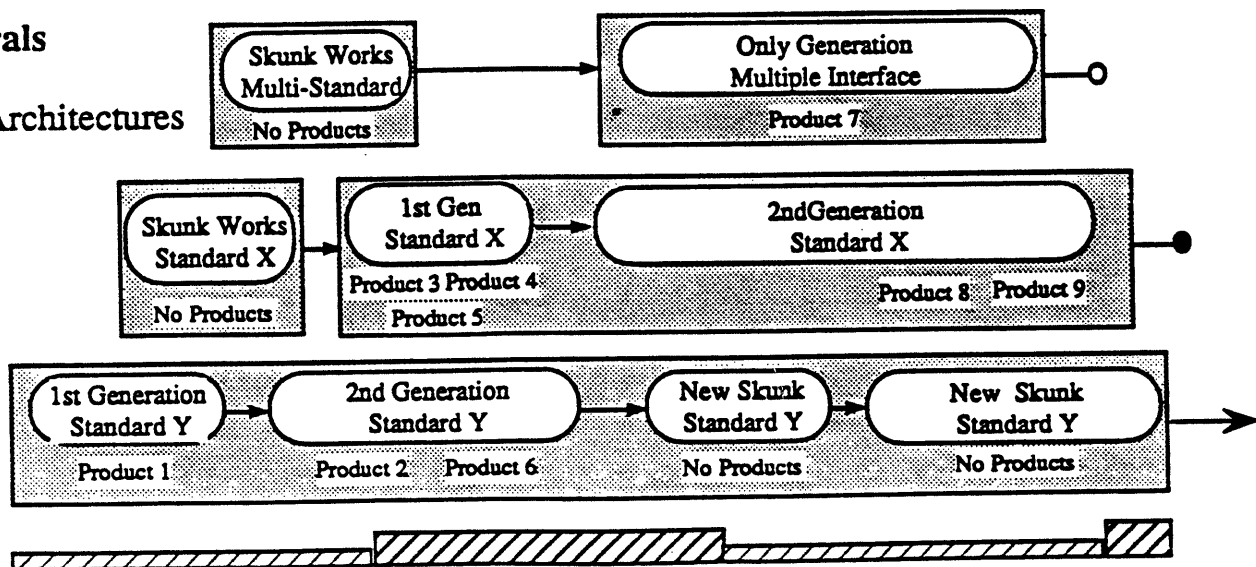 Skunk Works
Multi-Standard
No Products
Only Generation
Multiple Interface
Product 7
Architectures
Skunk Works
Standard X
No Products
1st Gen
Standard X
Product 3 Product 4
Product 5
2ndGeneration
Standard X
Product 8 Product 9
1st Generation
Standard Y
Product 1
2nd Generation
Standard Y
Product 2 Product 6
New Skunk
Standard Y
No Products
New Skunk
Standard Y
No Products